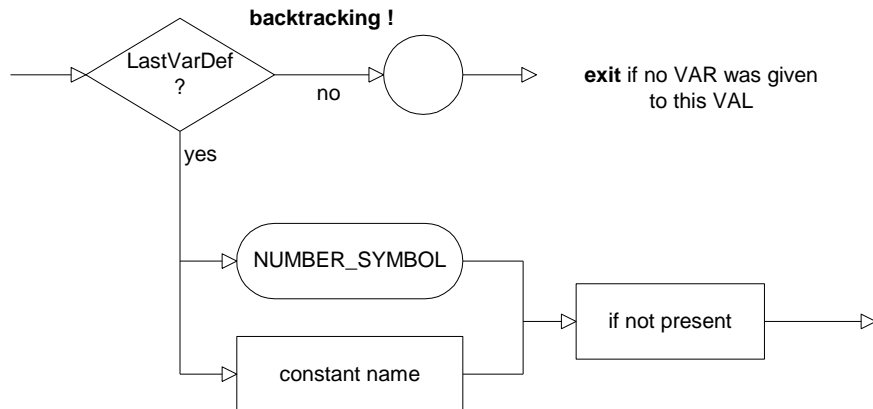 backtracking !
LastVarDef
?
no
exit if no VAR was given
to this VAL
yes
NUMBER_SYMBOL
if not present
constant name